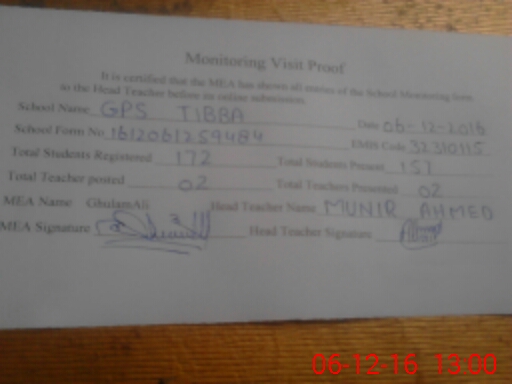 Monitoring Visit Proof
It is certified that the MEA has shown all entries of the School Monitoring form
to the Head Teacher before its online submission.
School Name GPS TIBBA Date 06-12-2016
School Form No 1612061259484 EMIS Code 32310115
Total Students Registered 172 Total Students Present 151
Total Teacher posted 02 Total Teachers Presented 02
MEA Name GhulamAli Head Teacher Name MUNIR AHMED
MEA Signature Head Teacher Signature
06-12-16 13:00